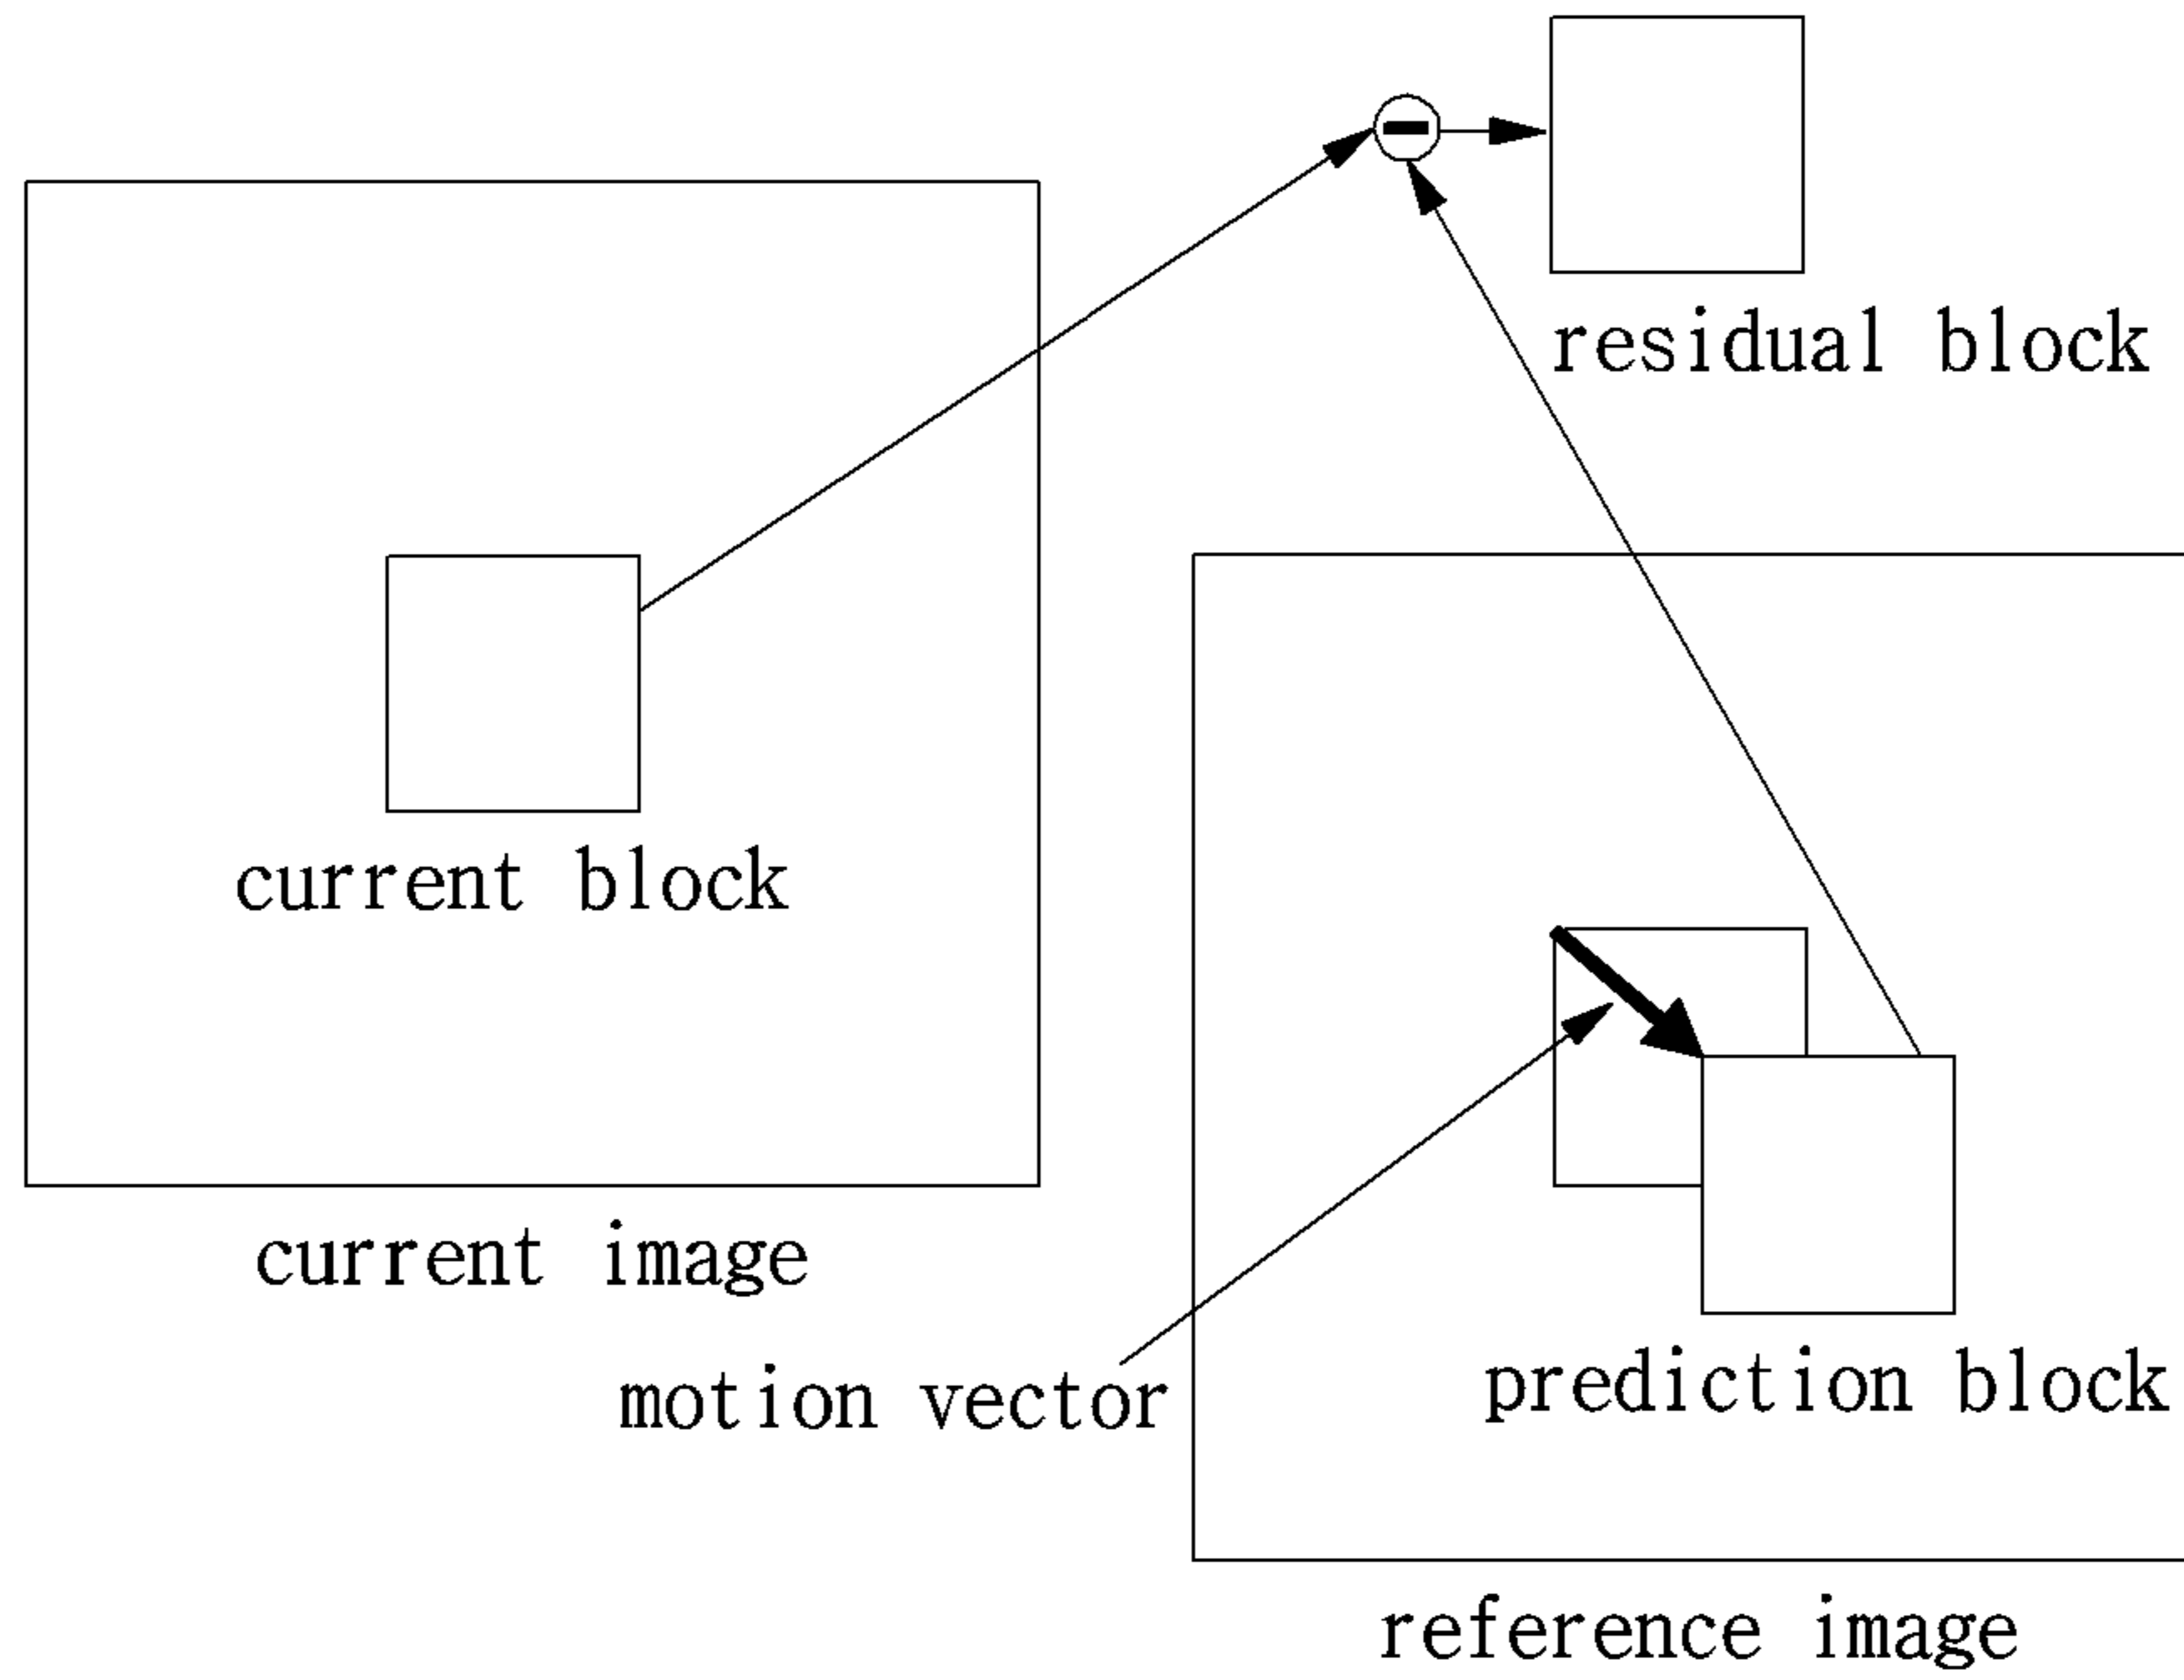 residual block
current block
current image
motion vector
prediction block
reference image